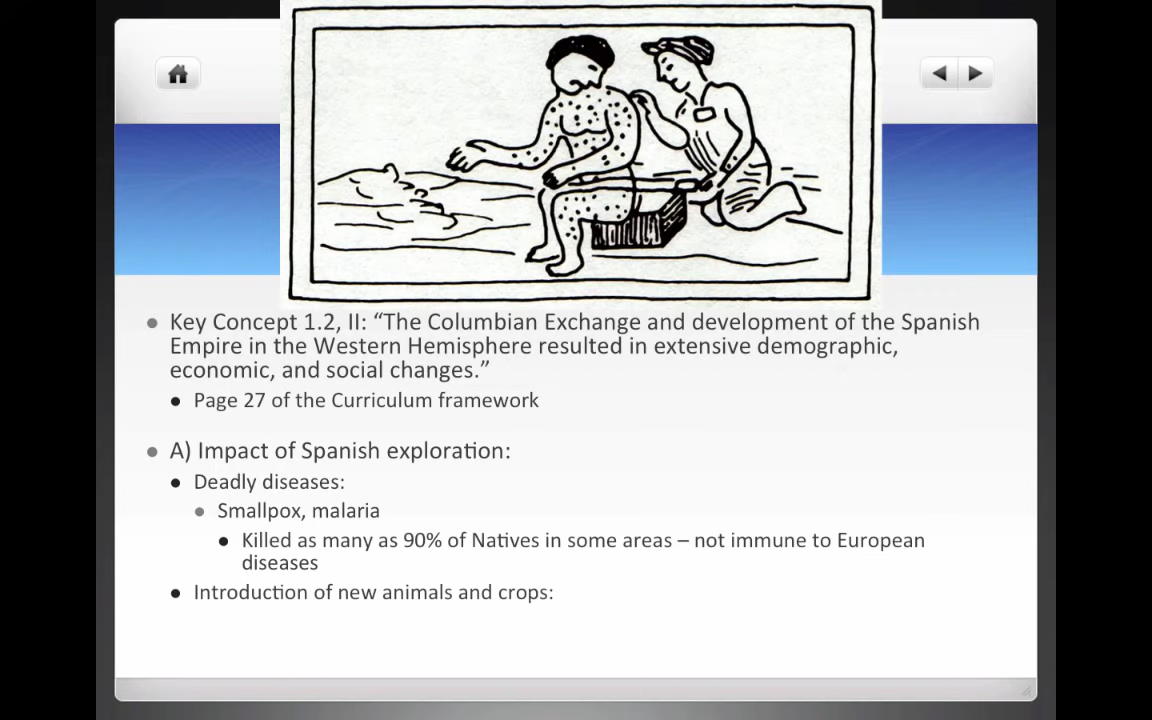 Key Concept 1.2, II: “The Columbian Exchange and development of the Spanish
Empire in the Western Hemisphere resulted in extensive demographic,
economic, and social changes.”
Page 27 of the Curriculum framework
A) Impact of Spanish exploration:
Deadly diseases:
Smallpox, malaria
Killed as many as 90% of Natives in some areas – not immune to European
diseases
Introduction of new animals and crops: